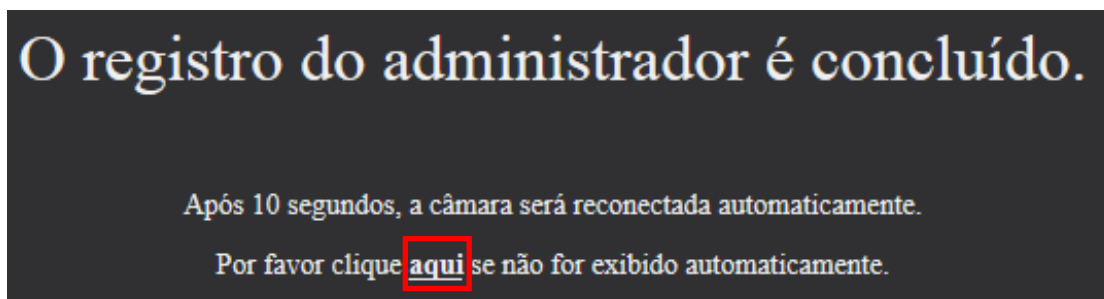 O registro do administrador é concluído.
Após 10 segundos, a câmara será reconectada automaticamente.
Por favor clique aqui se não for exibido automaticamente.